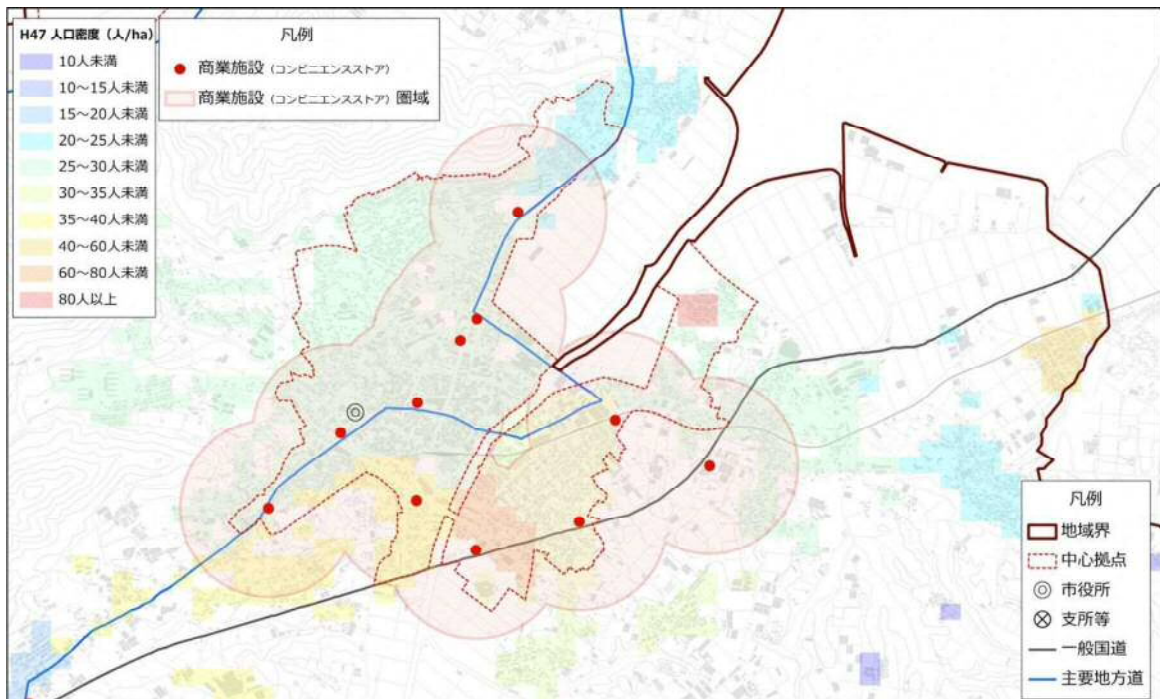 H47 人口密度（人/ha）
10人未満
10～15人未満
15～20人未満
20～25人未満
25～30人未満
30～35人未満
35～40人未満
40～60人未満
60～80人未満
80人以上
凡例
商業施設（コンビニエンスストア）
商業施設（コンビニエンスストア）圏域
凡例
地域界
中心拠点
市役所
支所等
一般国道
主要地方道